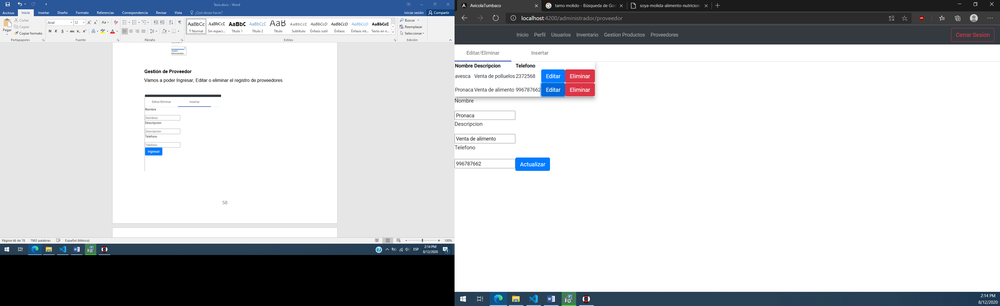 Tesis.docx - Word
Archivo Inicio Insertar Diseño Formato Referencias Correspondencia Revisar Vista ¿Qué desea hacer? Iniciar sesión Compartir
Pegar
Cortar
Copiar
Copiar formato
Portapapeles
Arial 12
Fuente
Párrafo
AaBbCc AaBbCcD AaBbC AaBbCcC AaB AaBbCcD AaBbCcD AaBbCcD AaBbCcD AaBbCcD
¶ Normal Sin espaci... Título 1 Título 2 Título Subtítulo Énfasis sutil Énfasis Énfasis int... Texto en n...
Estilos
Buscar
Reemplazar
Seleccionar
Edición
Usuario
Administrador
Gestión de Proveedor
Vamos a poder Ingresar, Editar o eliminar el registro de proveedores
Editar/Eliminar Insertar
Nombre
Nombres
Descripcion
Descripcion
Telefono
Telefono
Ingresar
58
Página 66 de 78 7983 palabras Español (México) 100%
ESP 2:14 PM
8/12/2020
AvicolaTumbaco tamo molido - Búsqueda de Goo soya-molida-alimento-nutricion-
localhost:4200/administrador/proveedor
Inicio Perfil Usuarios Inventario Gestion Productos Proveedores Cerrar Sesion
Editar/Eliminar Insertar
Nombre Descripcion Telefono
avesca Venta de polluelos 2372568 Editar Eliminar
Pronaca Venta de alimento 996787662 Editar Eliminar
Nombre
Pronaca
Descripcion
Venta de alimento
Telefono
996787662 Actualizar
2:14 PM
8/12/2020